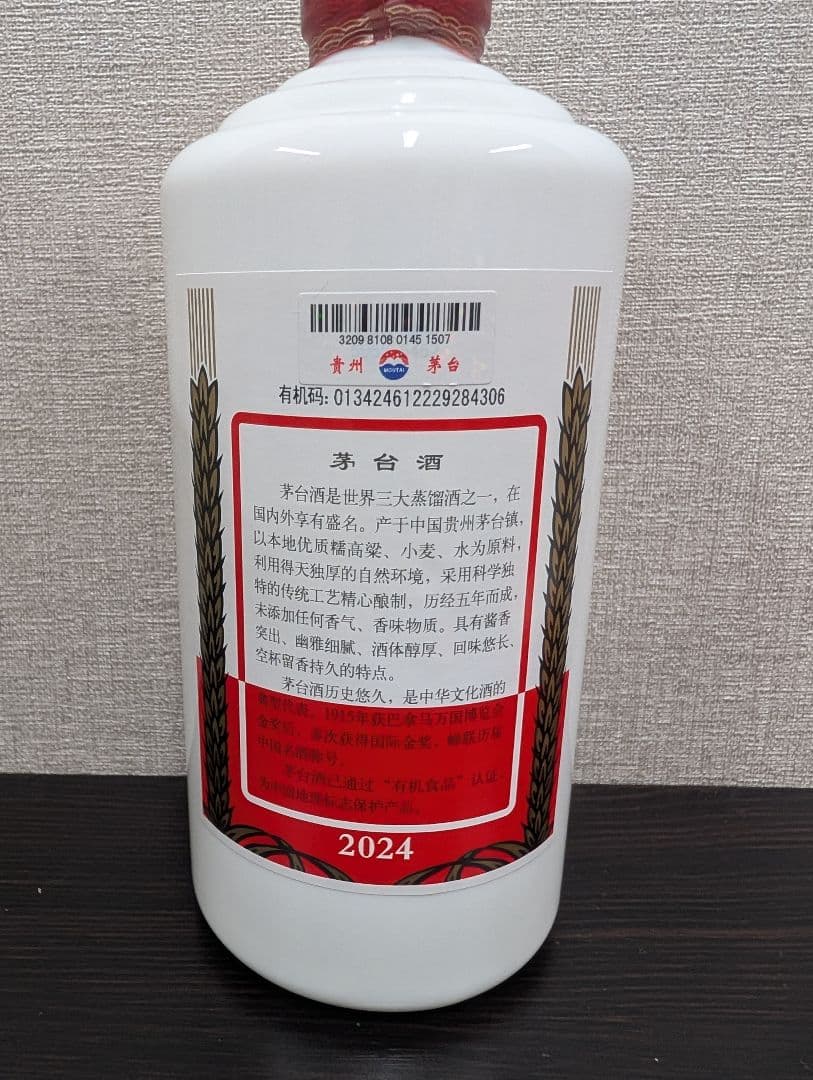 3209 8108 0145 1507
貴州 MOUTAI 茅台
有机码: 013424612229284306
茅台酒
茅台酒是世界三大蒸馏酒之一，在
国内外享有盛名。产于中国贵州茅台镇，
以本地优质糯高粱、小麦、水为原料，
利用得天独厚的自然环境，采用科学独
特的传统工艺精心酿制，历经五年而成，
未添加任何香气、香味物质。具有酱香
突出、幽雅细腻、酒体醇厚、回味悠长、
空杯留香持久的特点。
茅台酒历史悠久，是中华文化酒的
典型代表。1915年获巴拿马万国博览会
金奖后，多次获得国际金奖，蝉联历届
中国名酒称号。
茅台酒已通过“有机食品”认证，
为中国地理标志保护产品。
2024